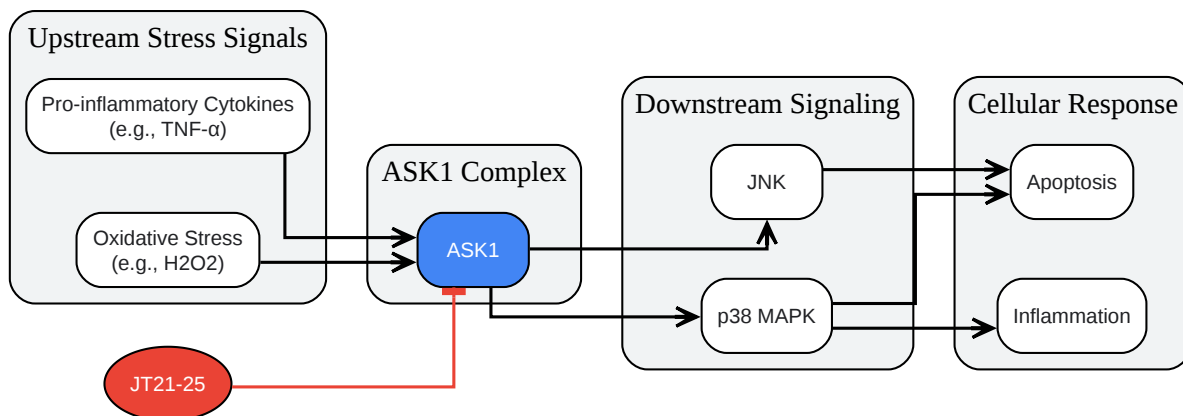 Upstream Stress Signals
Pro-inflammatory Cytokines
(e.g., TNF-α)
Oxidative Stress
(e.g., H2O2)
ASK1 Complex
ASK1
JT21-25
Downstream Signaling
JNK
p38 MAPK
Cellular Response
Apoptosis
Inflammation